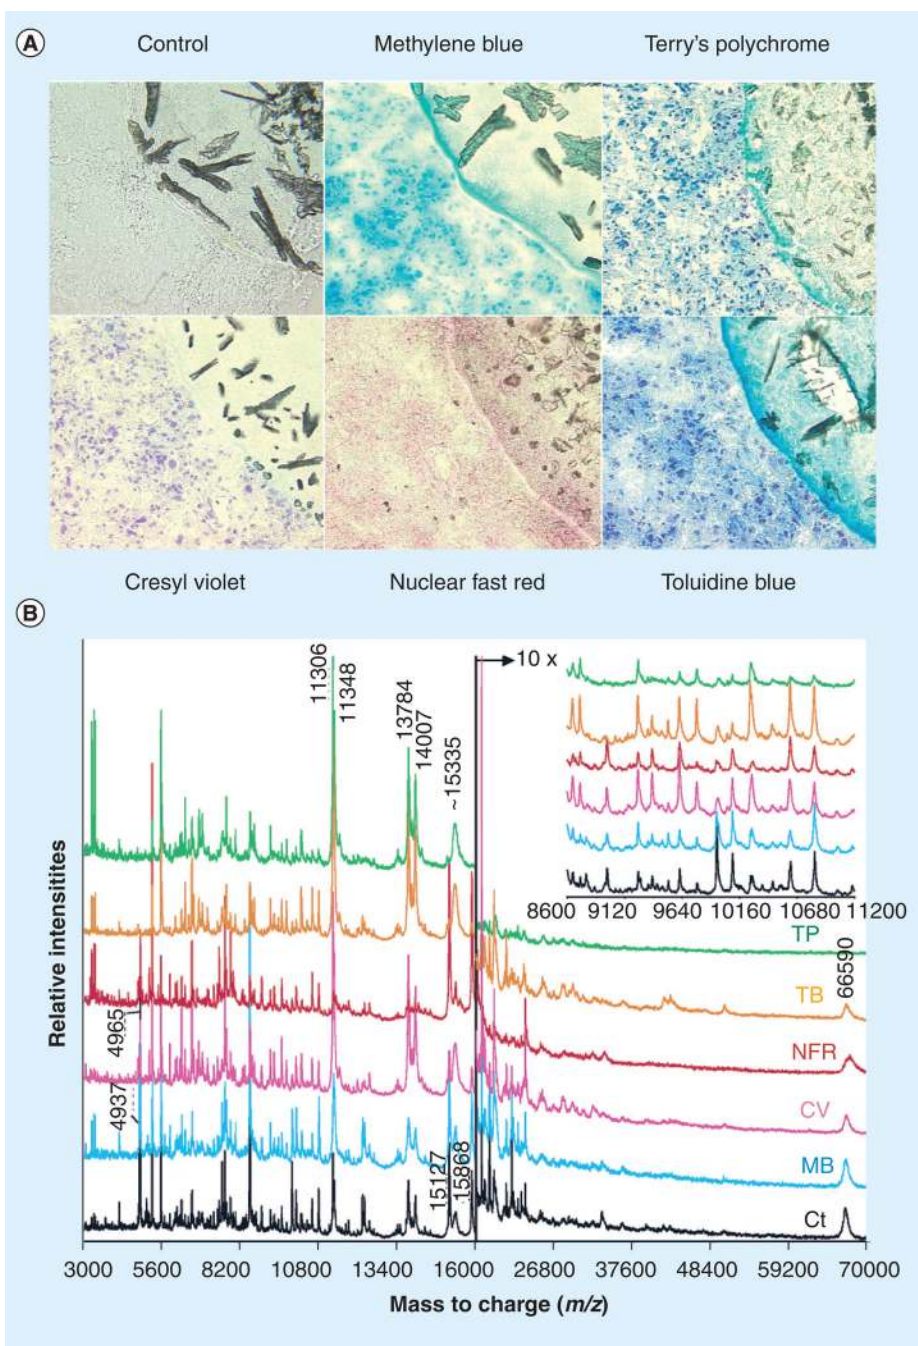 A
Control
Methylene blue
Terry's polychrome
Cresyl violet
Nuclear fast red
Toluidine blue
B
Relative intensitites
11306
11348
13784
14007
~15335
10 x
8600 9120 9640 10160 10680 11200
TP
TB
66590
NFR
4965
CV
4937
MB
15127
15868
Ct
3000 5600 8200 10800 13400 16000 26800 37600 48400 59200 70000
Mass to charge (m/z)